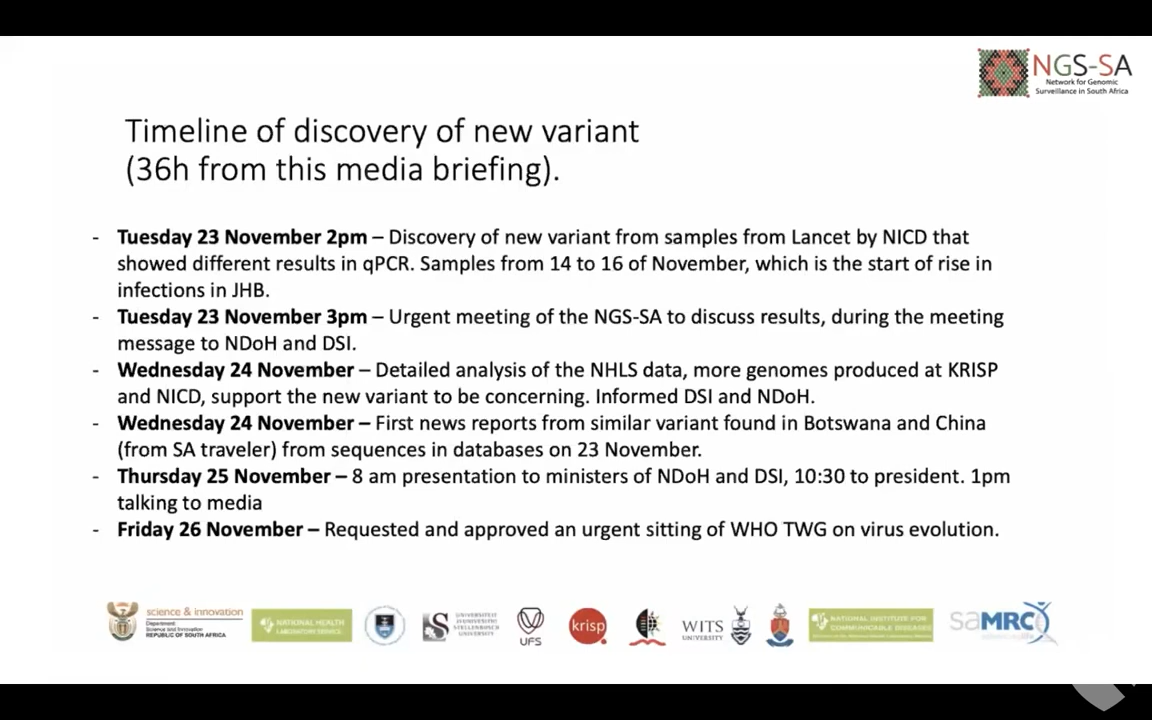 NGS-SA
Network for Genomic
Surveillance in South Africa
Timeline of discovery of new variant
(36h from this media briefing).
- Tuesday 23 November 2pm – Discovery of new variant from samples from Lancet by NICD that
showed different results in qPCR. Samples from 14 to 16 of November, which is the start of rise in
infections in JHB.
- Tuesday 23 November 3pm – Urgent meeting of the NGS-SA to discuss results, during the meeting
message to NDoH and DSI.
- Wednesday 24 November – Detailed analysis of the NHLS data, more genomes produced at KRISP
and NICD, support the new variant to be concerning. Informed DSI and NDoH.
- Wednesday 24 November – First news reports from similar variant found in Botswana and China
(from SA traveler) from sequences in databases on 23 November.
- Thursday 25 November – 8 am presentation to ministers of NDoH and DSI, 10:30 to president. 1pm
talking to media
- Friday 26 November – Requested and approved an urgent sitting of WHO TWG on virus evolution.
science & innovation
Department:
Science and Innovation
REPUBLIC OF SOUTH AFRICA
NATIONAL HEALTH
LABORATORY SERVICE
UNIVERSITEIT
STELLENBOSCH
UNIVERSITY
UFS
krisp
WITS
UNIVERSITY
NATIONAL INSTITUTE FOR
COMMUNICABLE DISEASES
saMRC